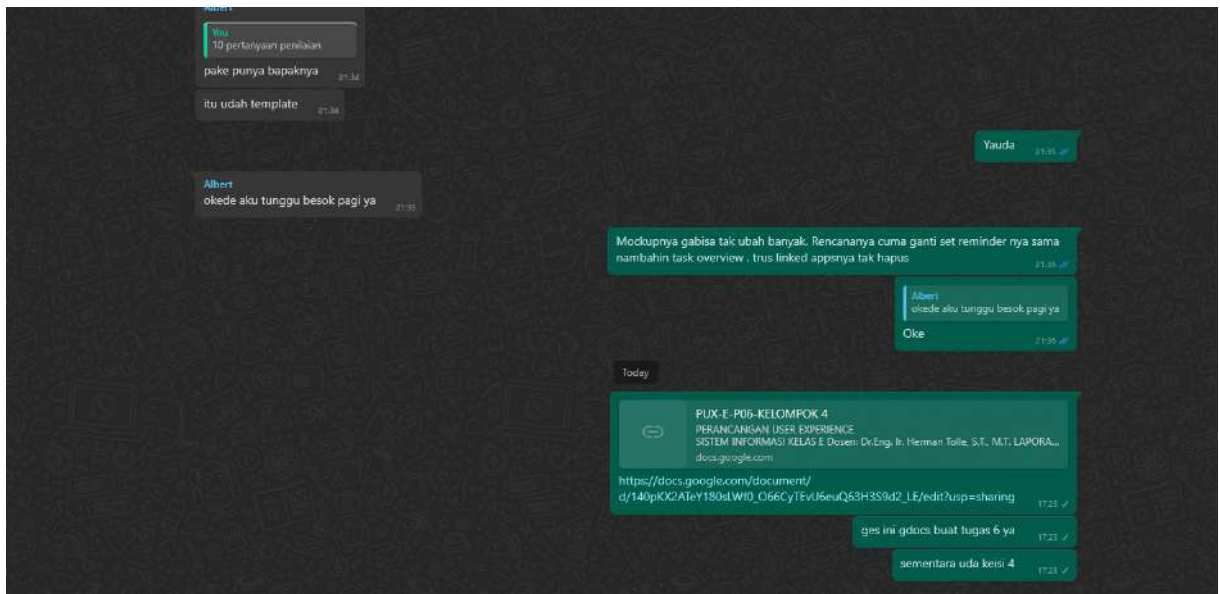 Albert
You
10 pertanyaan penilaian
pake punya bapaknya 21:34
itu udah template 21:34
Yauda 21:35
Albert
okede aku tunggu besok pagi ya 21:35
Mockupnya gabisa tak ubah banyak. Rencananya cuma ganti set reminder nya sama
nambahin task overview . trus linked appsnya tak hapus 21:35
Albert
okede aku tunggu besok pagi ya
Oke 21:35
Today
PUX-E-P06-KELOMPOK 4
PERANCANGAN USER EXPERIENCE
SISTEM INFORMASI KELAS E Dosen: Dr.Eng. Ir. Herman Tolle, S.T., M.T. LAPORA...
docs.google.com
https://docs.google.com/document/
17:23
ges ini gdocs buat tugas 6 ya 17:23
sementara uda keisi 4 17:23